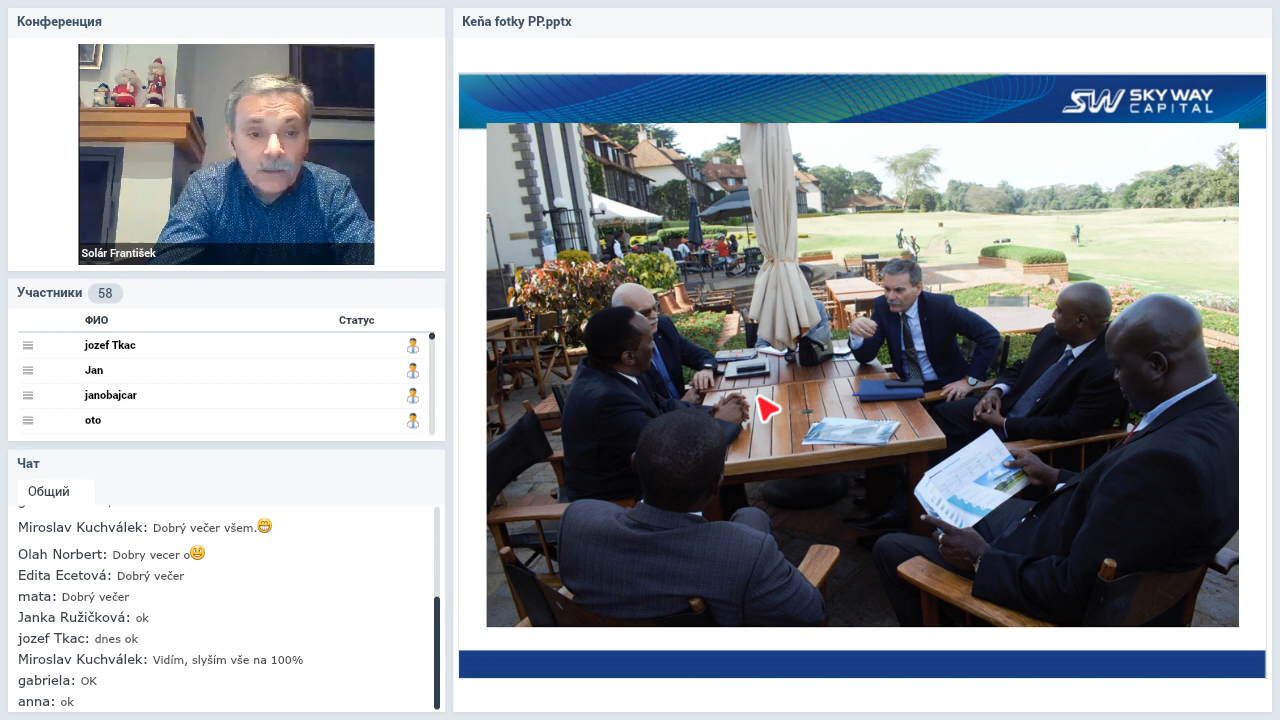 Конференция
Solár František
Участники 58
ФИО Статус
jozef Tkac
Jan
janobajcar
oto
Чат
Общий
Miroslav Kuchválek: Dobrý večer všem.
Olah Norbert: Dobry vecer o
Edita Ecetová: Dobrý večer
mata: Dobrý večer
Janka Ružičková: ok
jozef Tkac: dnes ok
Miroslav Kuchválek: Vidím, slyším vše na 100%
gabriela: OK
anna: ok
Keňa fotky PP.pptx
SW SKY WAY
CAPITAL